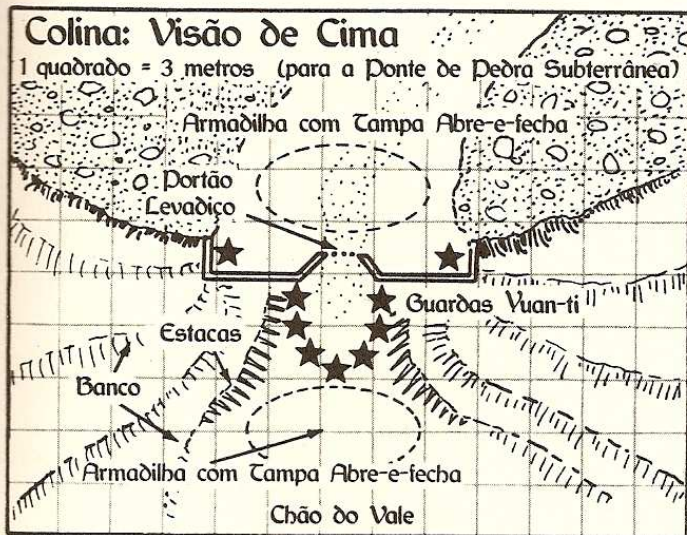 Colina: Visão de Cima
1 quadrado = 3 metros (para a Ponte de Pedra Subterrânea)
Armadilha com Tampa Abre-e-fecha
Portão
Levadiço
Guardas Yuan-ti
Estacas
Banco
Armadilha com Tampa Abre-e-fecha
Chão do Vale